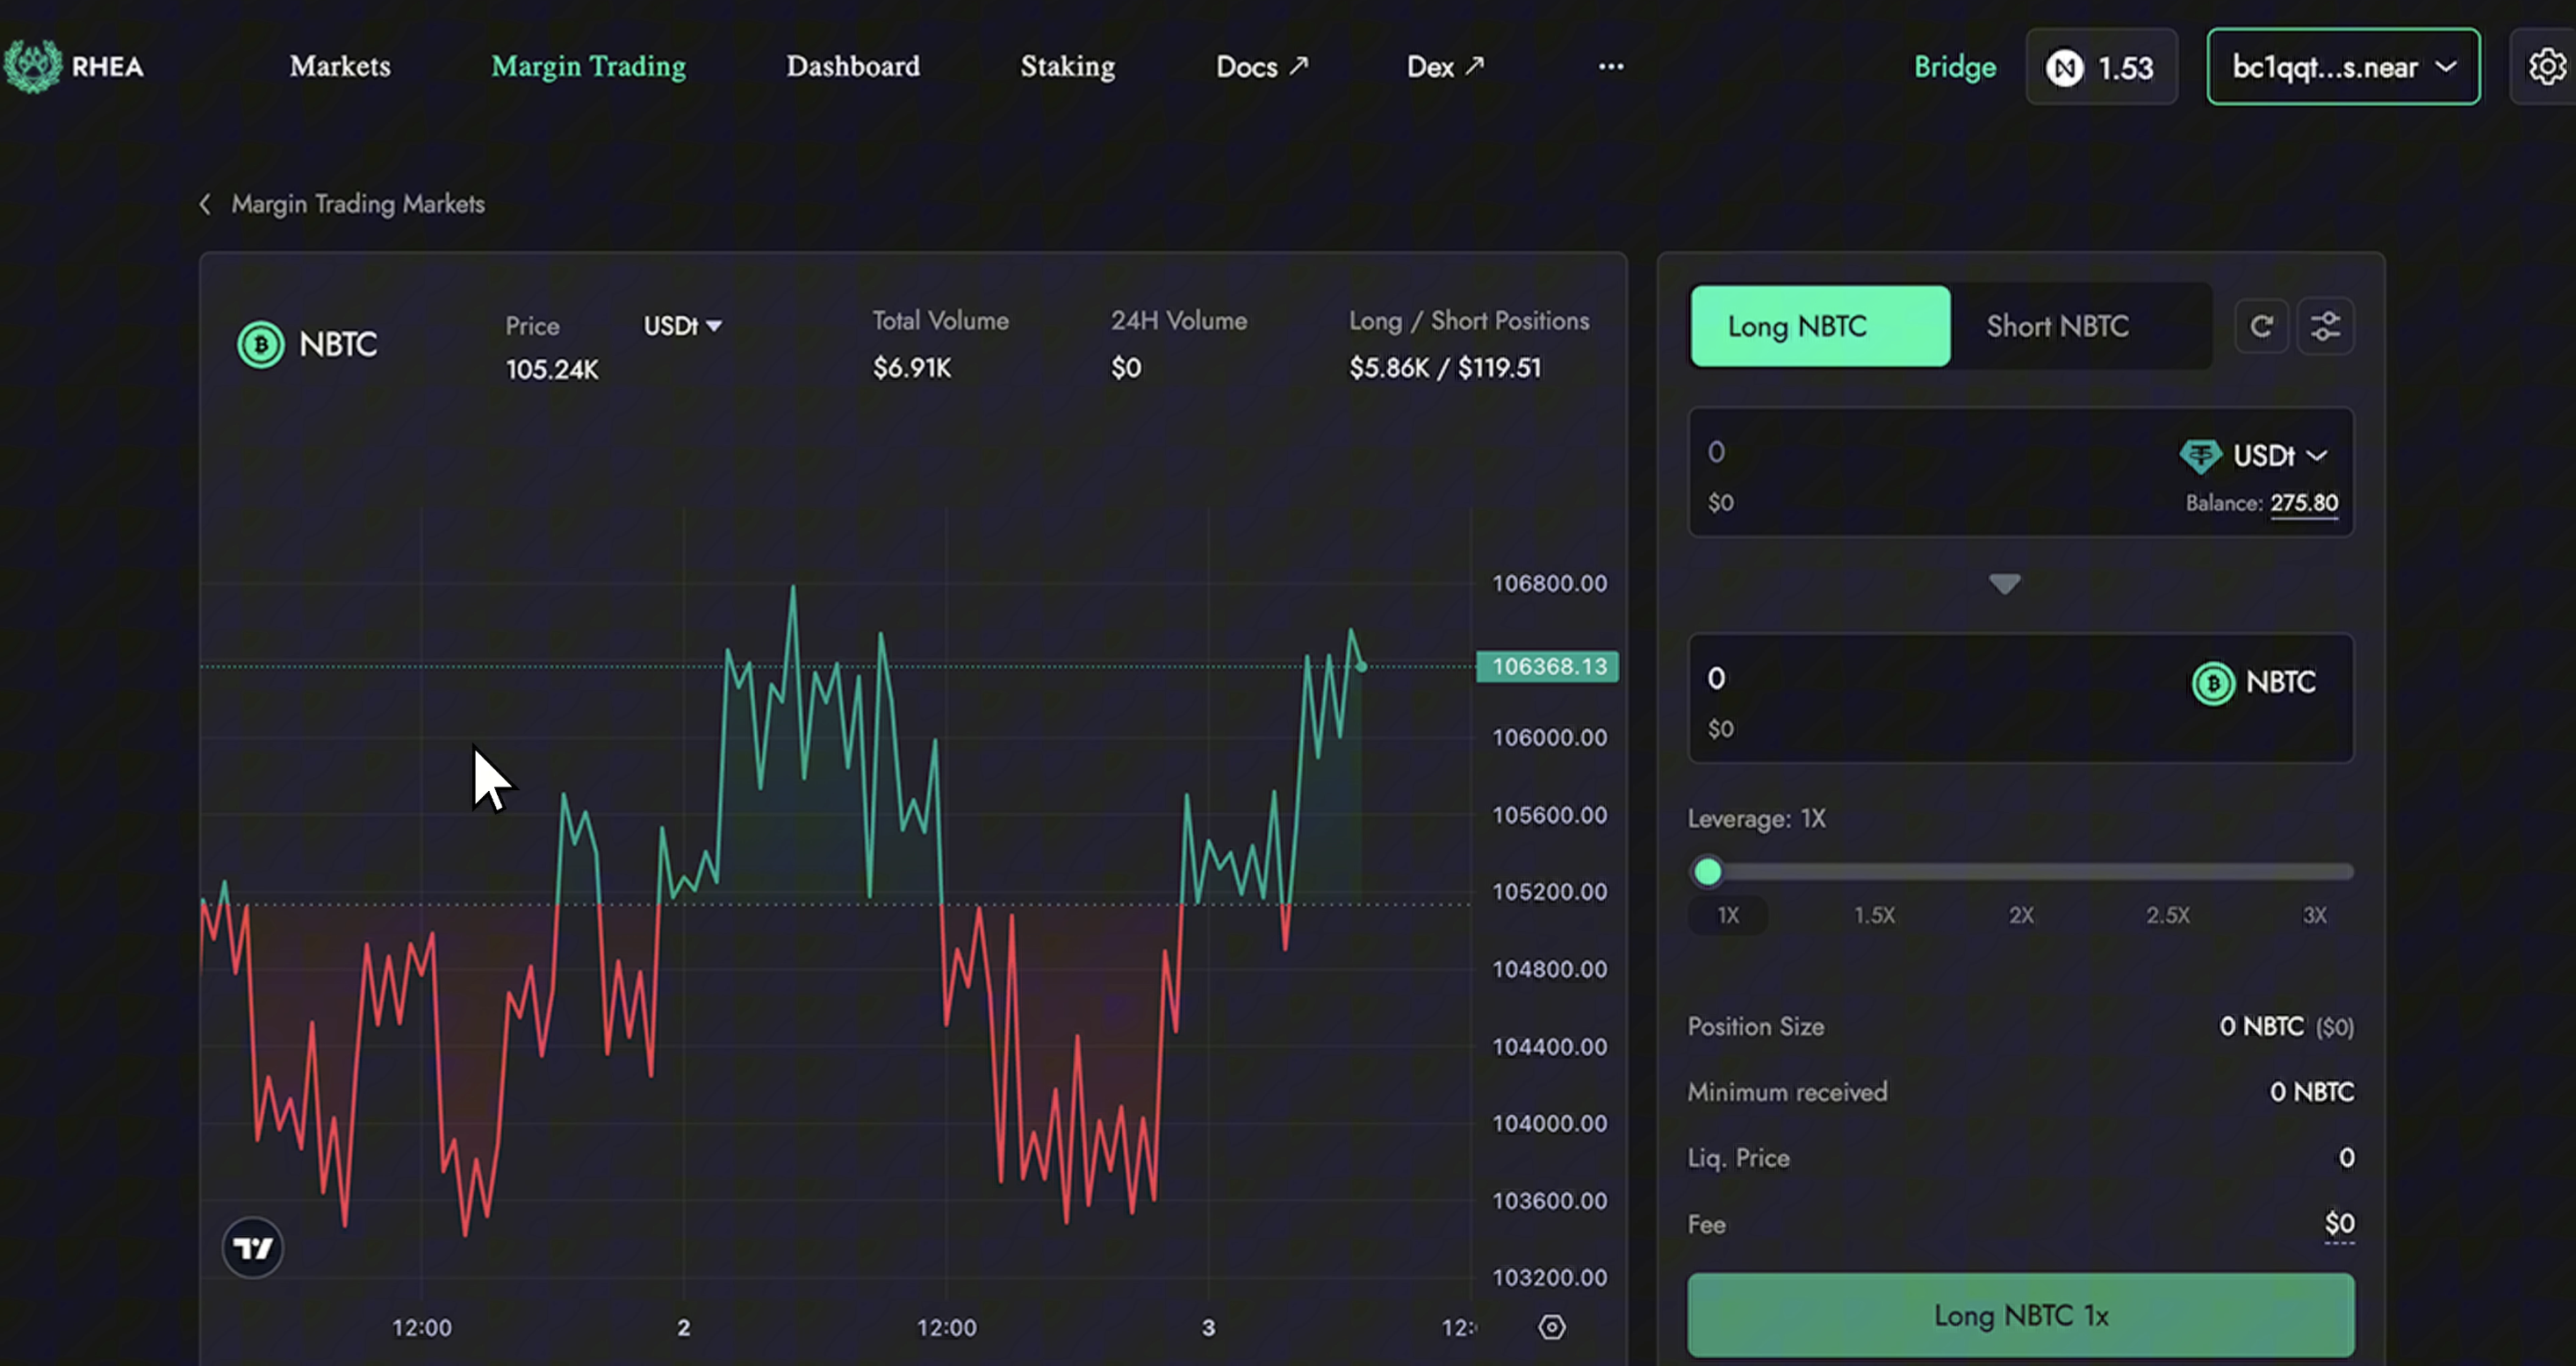 RHEA
Markets
Margin Trading
Dashboard
Staking
Docs ↗
Dex ↗
...
Bridge
1.53
bc1qqt...s.near
Margin Trading Markets
NBTC
Price
105.24K
USDt
Total Volume
$6.91K
24H Volume
$0
Long / Short Positions
$5.86K / $119.51
106800.00
106368.13
106000.00
105600.00
105200.00
104800.00
104400.00
104000.00
103600.00
103200.00
12:00
2
12:00
3
12:
Long NBTC
Short NBTC
0
USDt
$0
Balance: 275.80
0
NBTC
$0
Leverage: 1X
1X
1.5X
2X
2.5X
3X
Position Size
0 NBTC ($0)
Minimum received
0 NBTC
Liq. Price
0
Fee
$0
Long NBTC 1x